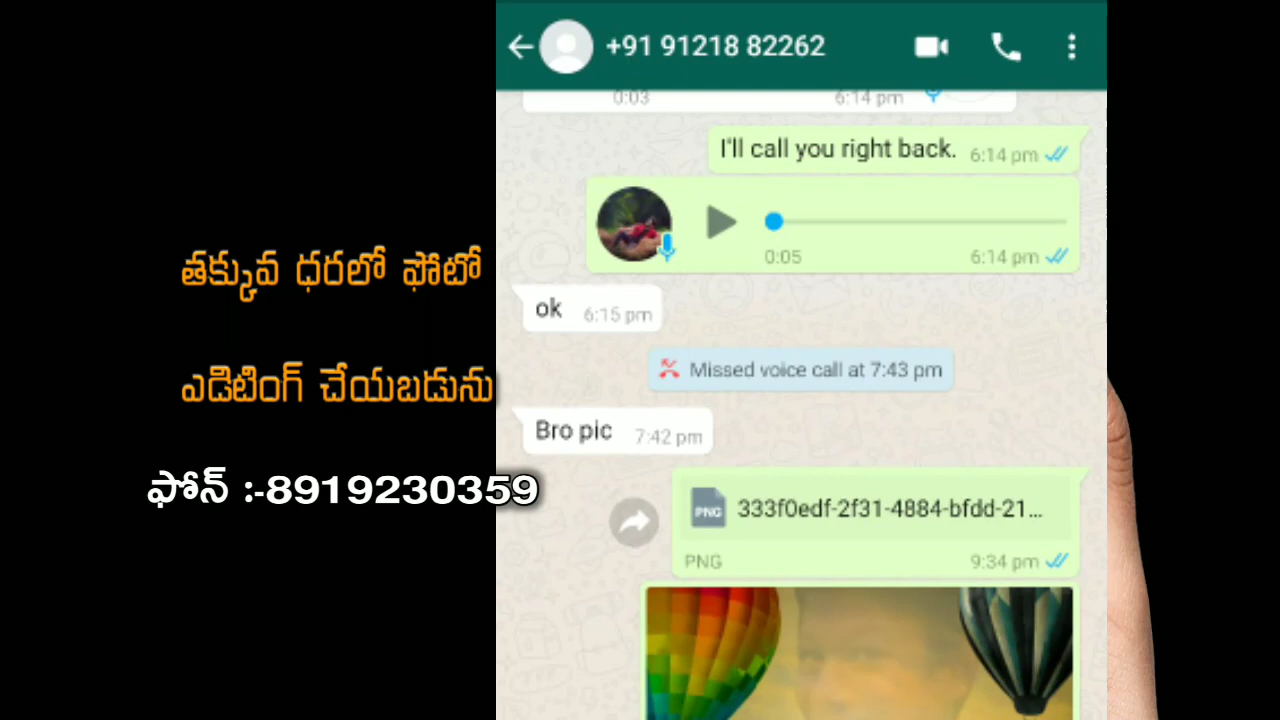 +91 91218 82262
0:03 6:14 pm
I'll call you right back. 6:14 pm
0:05 6:14 pm
తక్కువ ధరలో ఫోటో
ok 6:15 pm
ఎడిటింగ్ చేయబడును
Missed voice call at 7:43 pm
Bro pic 7:42 pm
ఫోన్ :-8919230359
PNG 333f0edf-2f31-4884-bfdd-21...
PNG 9:34 pm